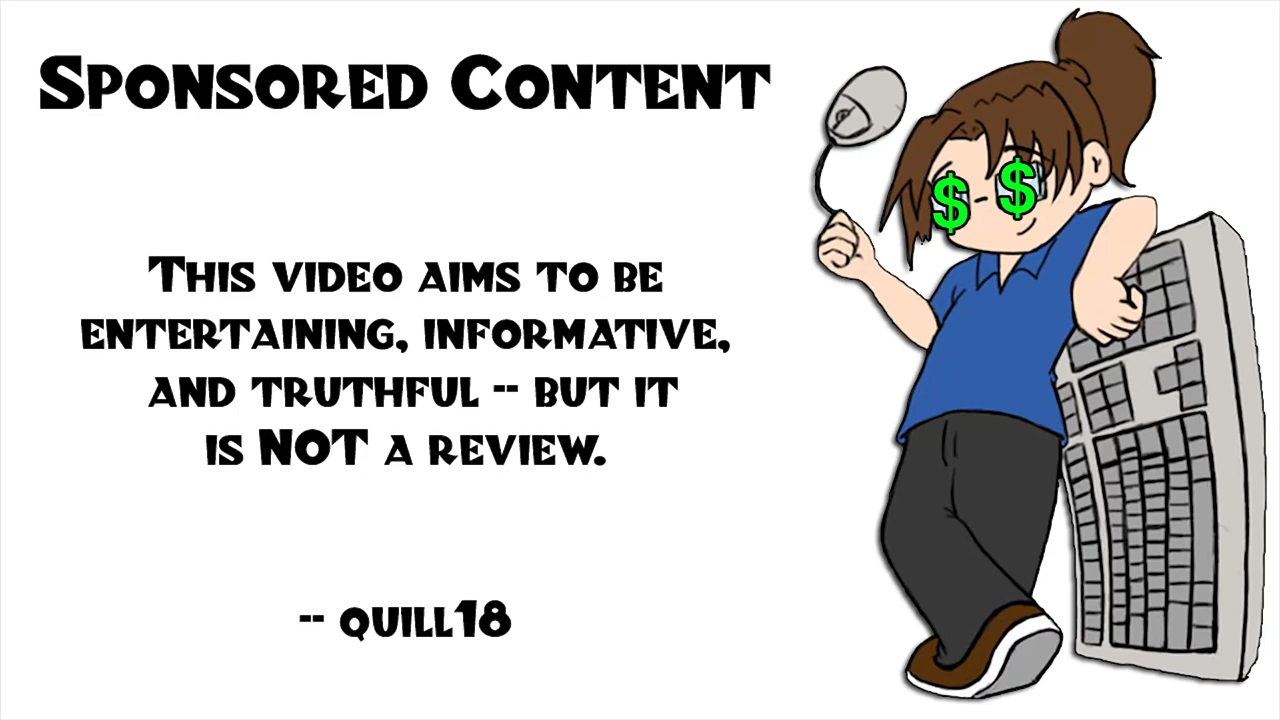 Sponsored Content
This video aims to be
entertaining, informative,
and truthful -- but it
is NOT a review.
-- quill18
$ $